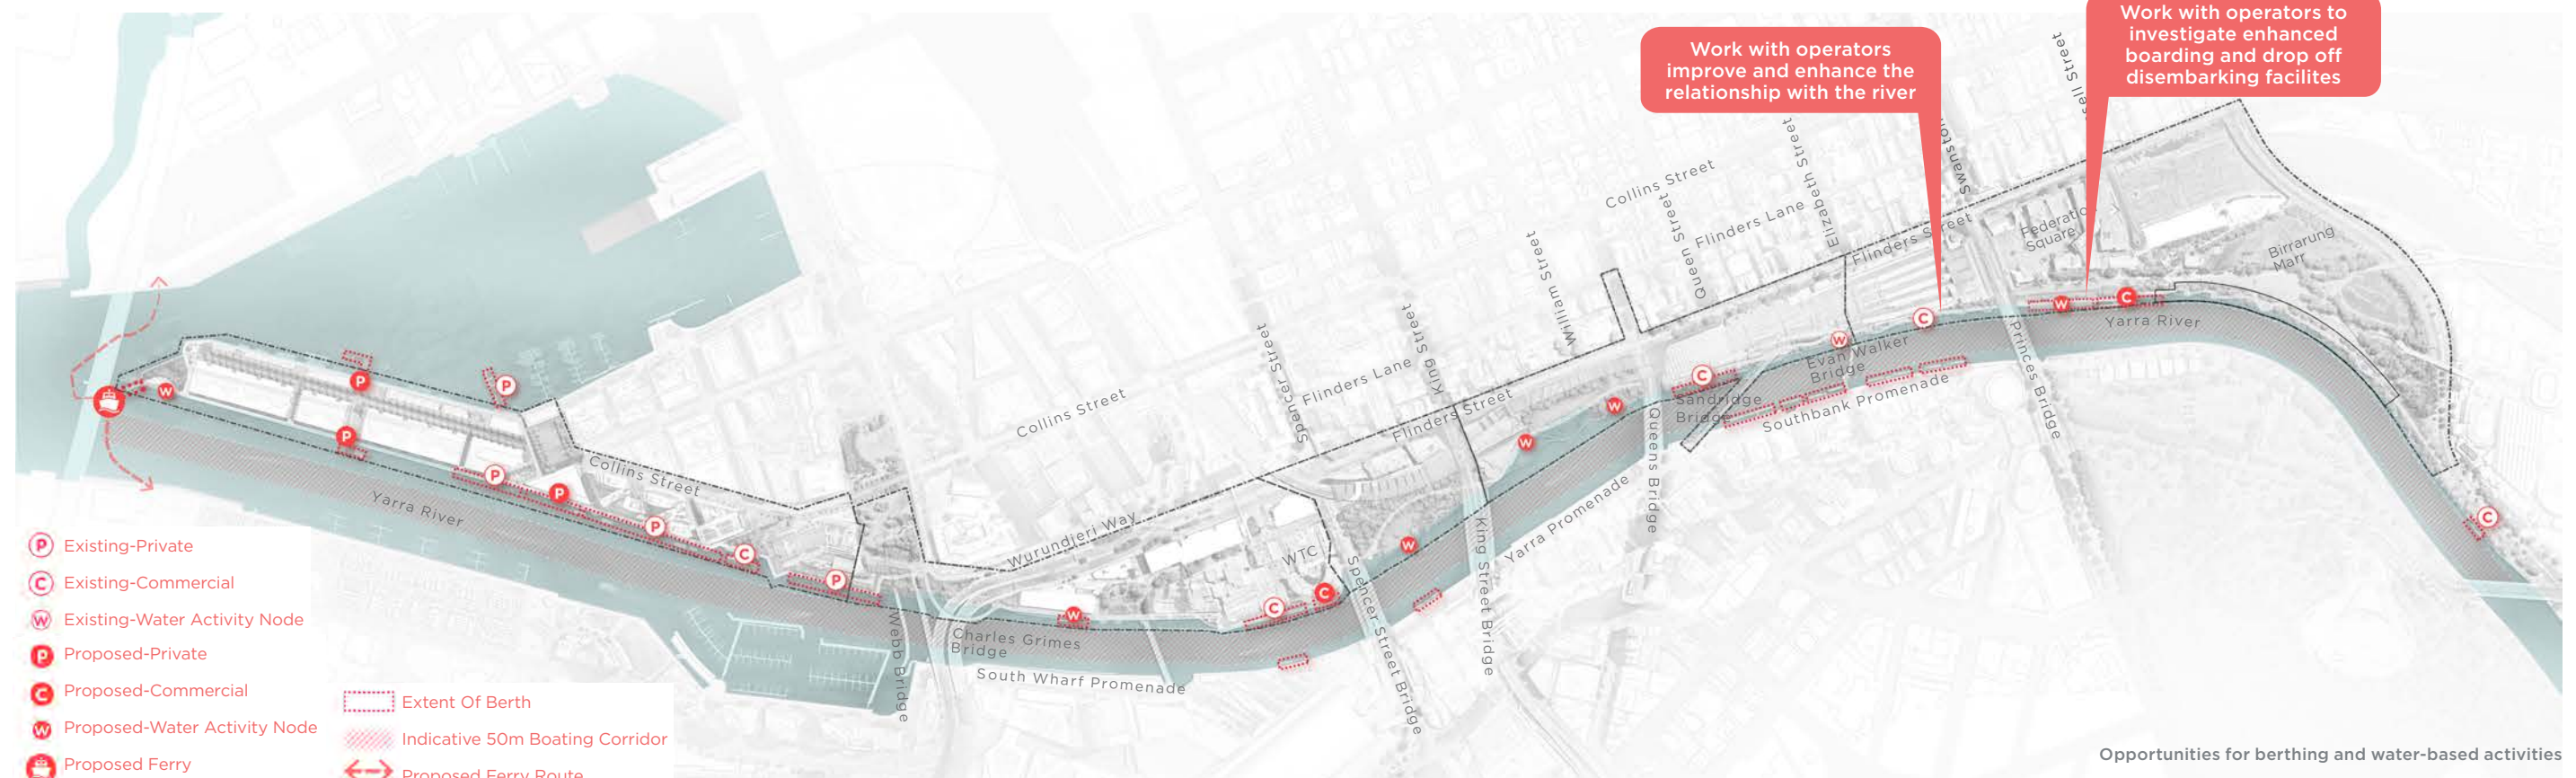 Work with operators to
investigate enhanced
boarding and drop off
disembarking facilites
Work with operators
improve and enhance the
relationship with the river
Street
sell Street
Swanston
Elizabeth Street
Collins Street
Queen Street
Flinders Lane
Flinders Street
Federation
Square
Birrarung
Marr
William Street
King Street
Spencer Street
Flinders Lane
Flinders Street
Collins Street
Yarra River
Evan Walker
Bridge
Sandridge
Bridge
Southbank Promenade
Princes Bridge
Queens Bridge
Yarra Promenade
King Street Bridge
Spencer Street Bridge
WTC
Wurundjeri Way
Collins Street
Yarra River
Webb Bridge
Charles Grimes
Bridge
South Wharf Promenade
P
P
P
P
P
P
P
W
W
W
W
W
W
W
C
C
C
C
C
C
C
P Existing-Private
C Existing-Commercial
W Existing-Water Activity Node
P Proposed-Private
C Proposed-Commercial
W Proposed-Water Activity Node
Proposed Ferry
Extent Of Berth
Indicative 50m Boating Corridor
Proposed Ferry Route
Opportunities for berthing and water-based activities